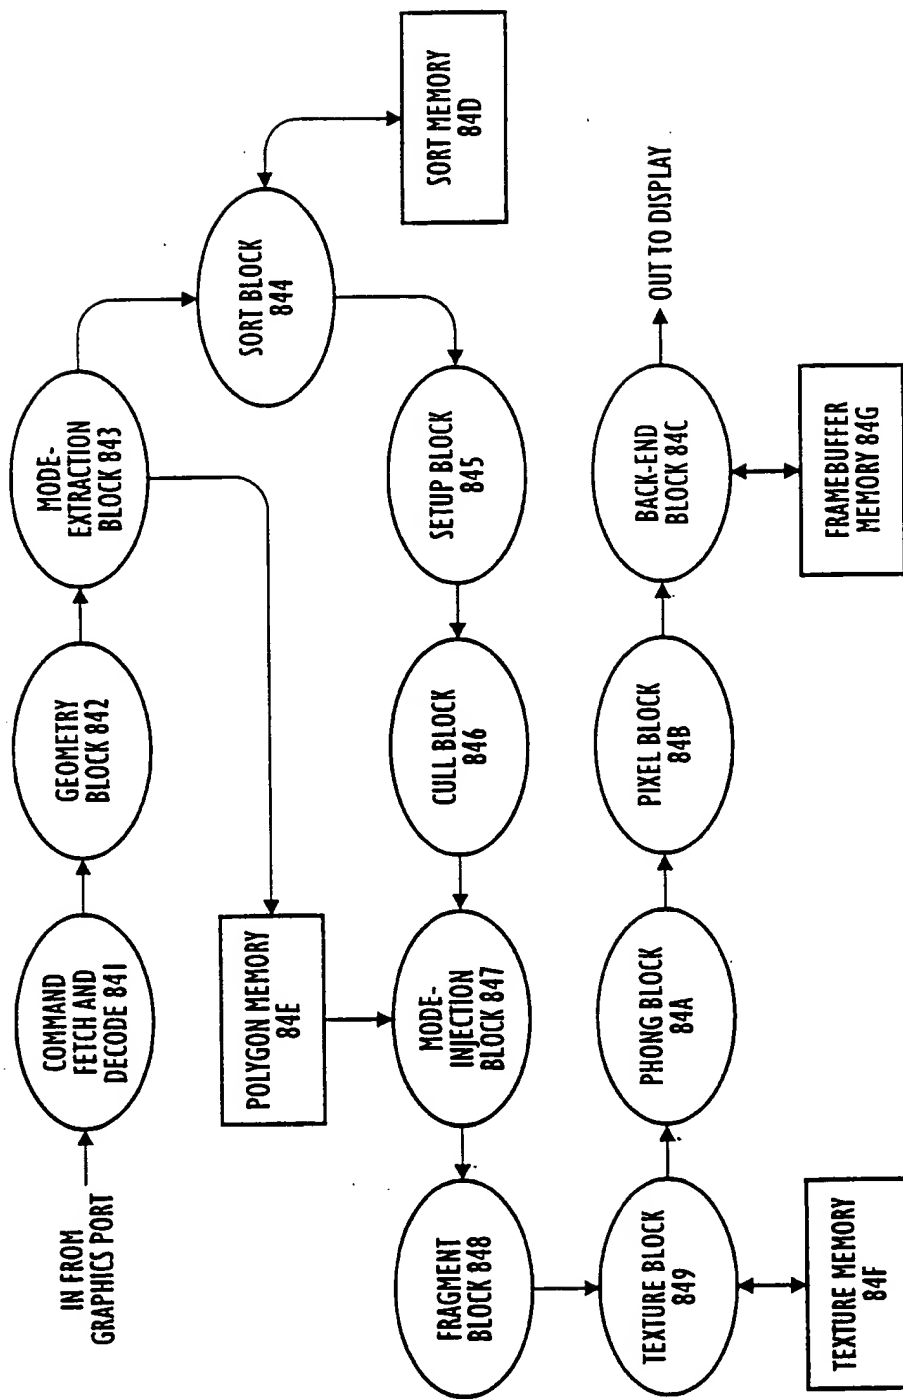 IN FROM
GRAPHICS PORT
COMMAND
FETCH AND
DECODE 841
GEOMETRY
BLOCK 842
MODE-
EXTRACTION
BLOCK 843
SORT BLOCK
844
SORT MEMORY
84D
POLYGON MEMORY
84E
SETUP BLOCK
845
CULL BLOCK
846
MODE-
INJECTION
BLOCK 847
FRAGMENT
BLOCK 848
TEXTURE BLOCK
849
TEXTURE MEMORY
84F
PHONG BLOCK
84A
PIXEL BLOCK
84B
BACK-END
BLOCK 84C
FRAMEBUFFER
MEMORY 84G
OUT TO DISPLAY